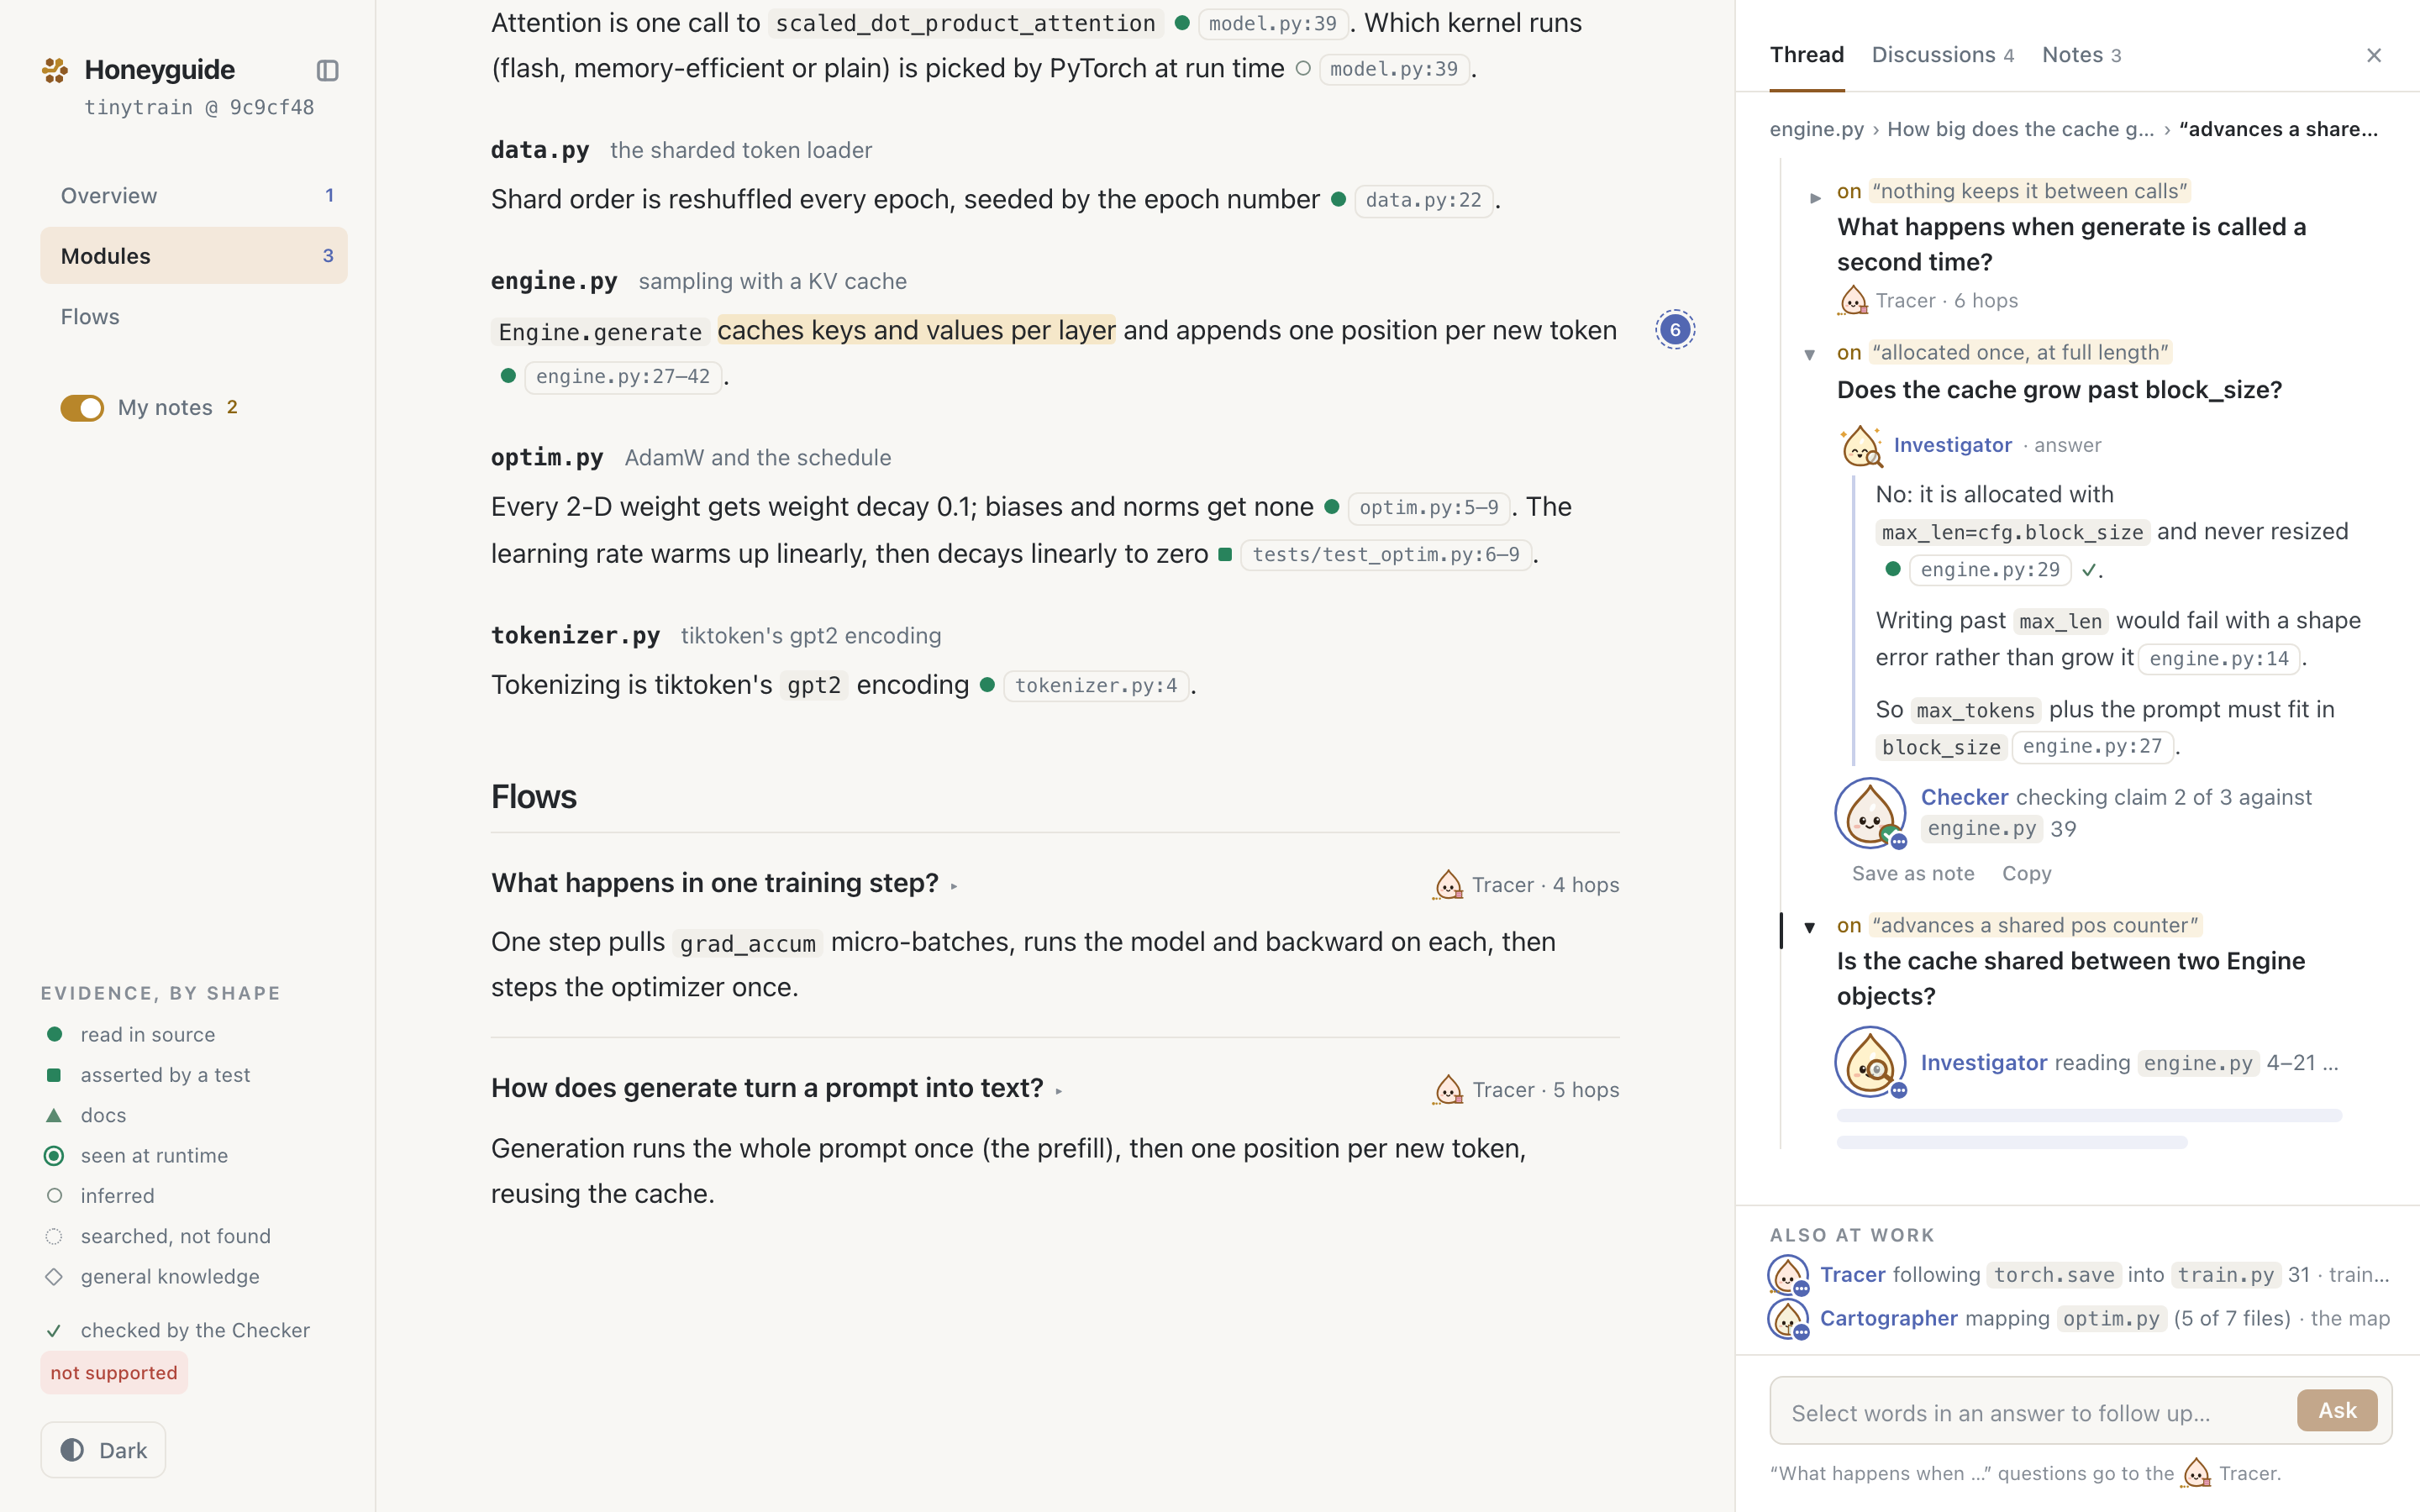 Honeyguide
tinytrain @ 9c9cf48
Overview 1
Modules 3
Flows
My notes 2
EVIDENCE, BY SHAPE
read in source
asserted by a test
docs
seen at runtime
inferred
searched, not found
general knowledge
checked by the Checker
not supported
Dark
Attention is one call to scaled_dot_product_attention model.py:39. Which kernel runs
(flash, memory-efficient or plain) is picked by PyTorch at run time model.py:39.
data.py the sharded token loader
Shard order is reshuffled every epoch, seeded by the epoch number data.py:22.
engine.py sampling with a KV cache
Engine.generate caches keys and values per layer and appends one position per new token 6
engine.py:27–42.
optim.py AdamW and the schedule
Every 2-D weight gets weight decay 0.1; biases and norms get none optim.py:5–9. The
learning rate warms up linearly, then decays linearly to zero tests/test_optim.py:6–9.
tokenizer.py tiktoken's gpt2 encoding
Tokenizing is tiktoken's gpt2 encoding tokenizer.py:4.
Flows
What happens in one training step? Tracer · 4 hops
One step pulls grad_accum micro-batches, runs the model and backward on each, then
steps the optimizer once.
How does generate turn a prompt into text? Tracer · 5 hops
Generation runs the whole prompt once (the prefill), then one position per new token,
reusing the cache.
Thread Discussions 4 Notes 3 ×
engine.py › How big does the cache g... › “advances a share...
on “nothing keeps it between calls”
What happens when generate is called a
second time?
Tracer · 6 hops
on “allocated once, at full length”
Does the cache grow past block_size?
Investigator · answer
No: it is allocated with
max_len=cfg.block_size and never resized
engine.py:29 ✓.
Writing past max_len would fail with a shape
error rather than grow it engine.py:14.
So max_tokens plus the prompt must fit in
block_size engine.py:27.
Checker checking claim 2 of 3 against
engine.py 39
Save as note Copy
on “advances a shared pos counter”
Is the cache shared between two Engine
objects?
Investigator reading engine.py 4–21 ...
ALSO AT WORK
Tracer following torch.save into train.py 31 · train...
Cartographer mapping optim.py (5 of 7 files) · the map
Select words in an answer to follow up... Ask
“What happens when ...” questions go to the Tracer.